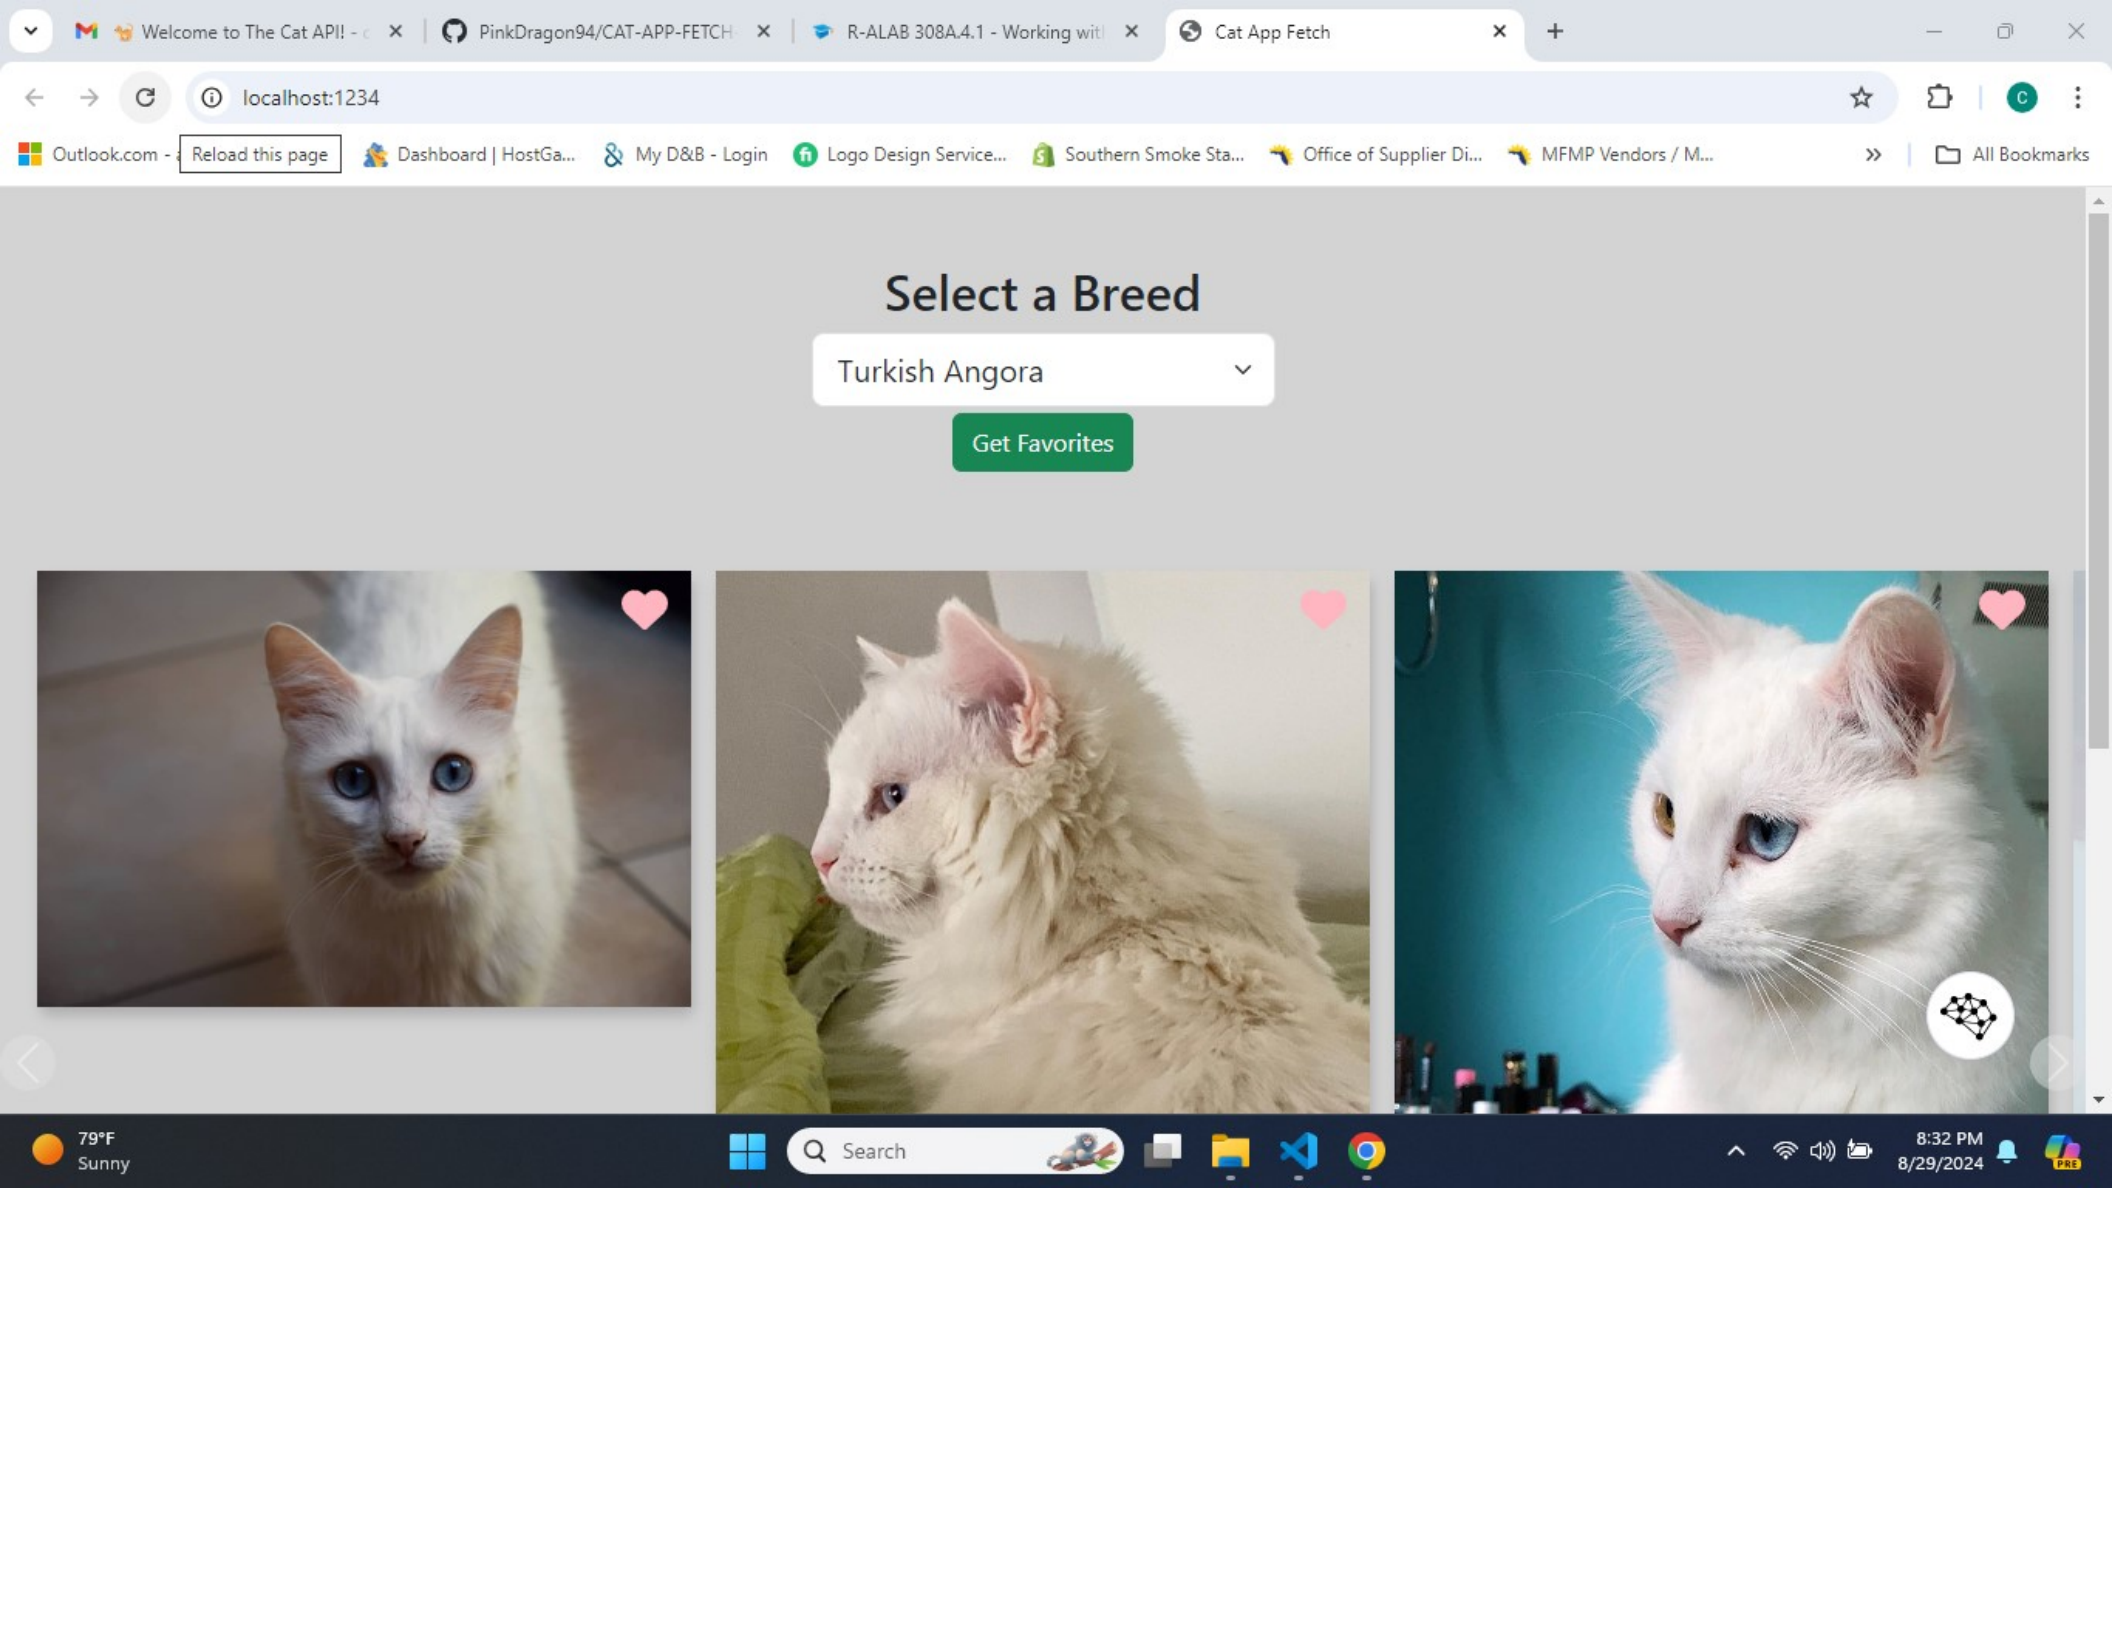 Welcome to The Cat API! -
PinkDragon94/CAT-APP-FETCH
R-ALAB 308A.4.1 - Working wit
Cat App Fetch
localhost:1234
C
Outlook.com -
Reload this page
Dashboard | HostGa...
My D&B - Login
Logo Design Service...
Southern Smoke Sta...
Office of Supplier Di...
MFMP Vendors / M...
All Bookmarks
Select a Breed
Turkish Angora
Get Favorites
79°F
Sunny
Search
8:32 PM
8/29/2024
PRE